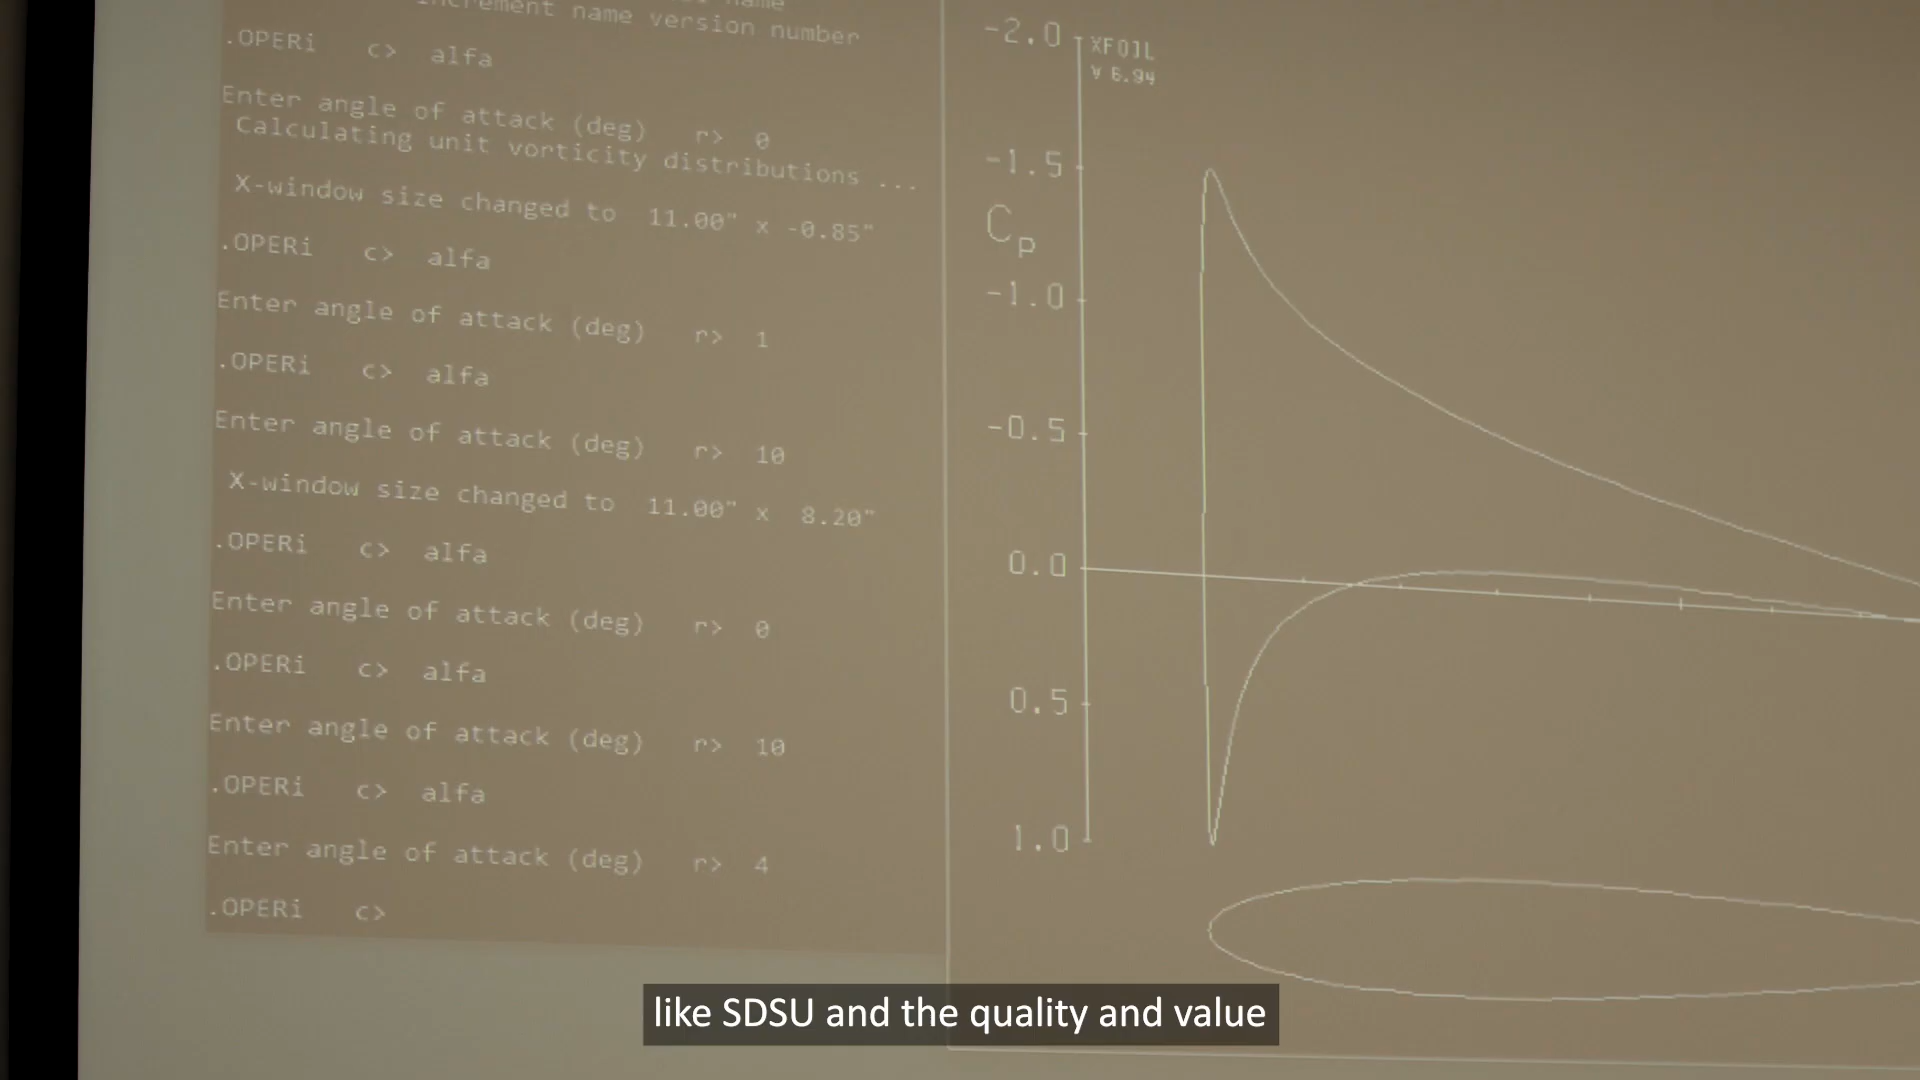 increment name version number
.OPERi c> alfa
Enter angle of attack (deg) r> 0
Calculating unit vorticity distributions ...
X-window size changed to 11.00" x -0.85"
.OPERi c> alfa
Enter angle of attack (deg) r> 1
.OPERi c> alfa
Enter angle of attack (deg) r> 10
X-window size changed to 11.00" x 8.20"
.OPERi c> alfa
Enter angle of attack (deg) r> 0
.OPERi c> alfa
Enter angle of attack (deg) r> 10
.OPERi c> alfa
Enter angle of attack (deg) r> 4
.OPERi c>
-2.0
XFOIL
V 6.94
-1.5
Cp
-1.0
-0.5
0.0
0.5
1.0
like SDSU and the quality and value